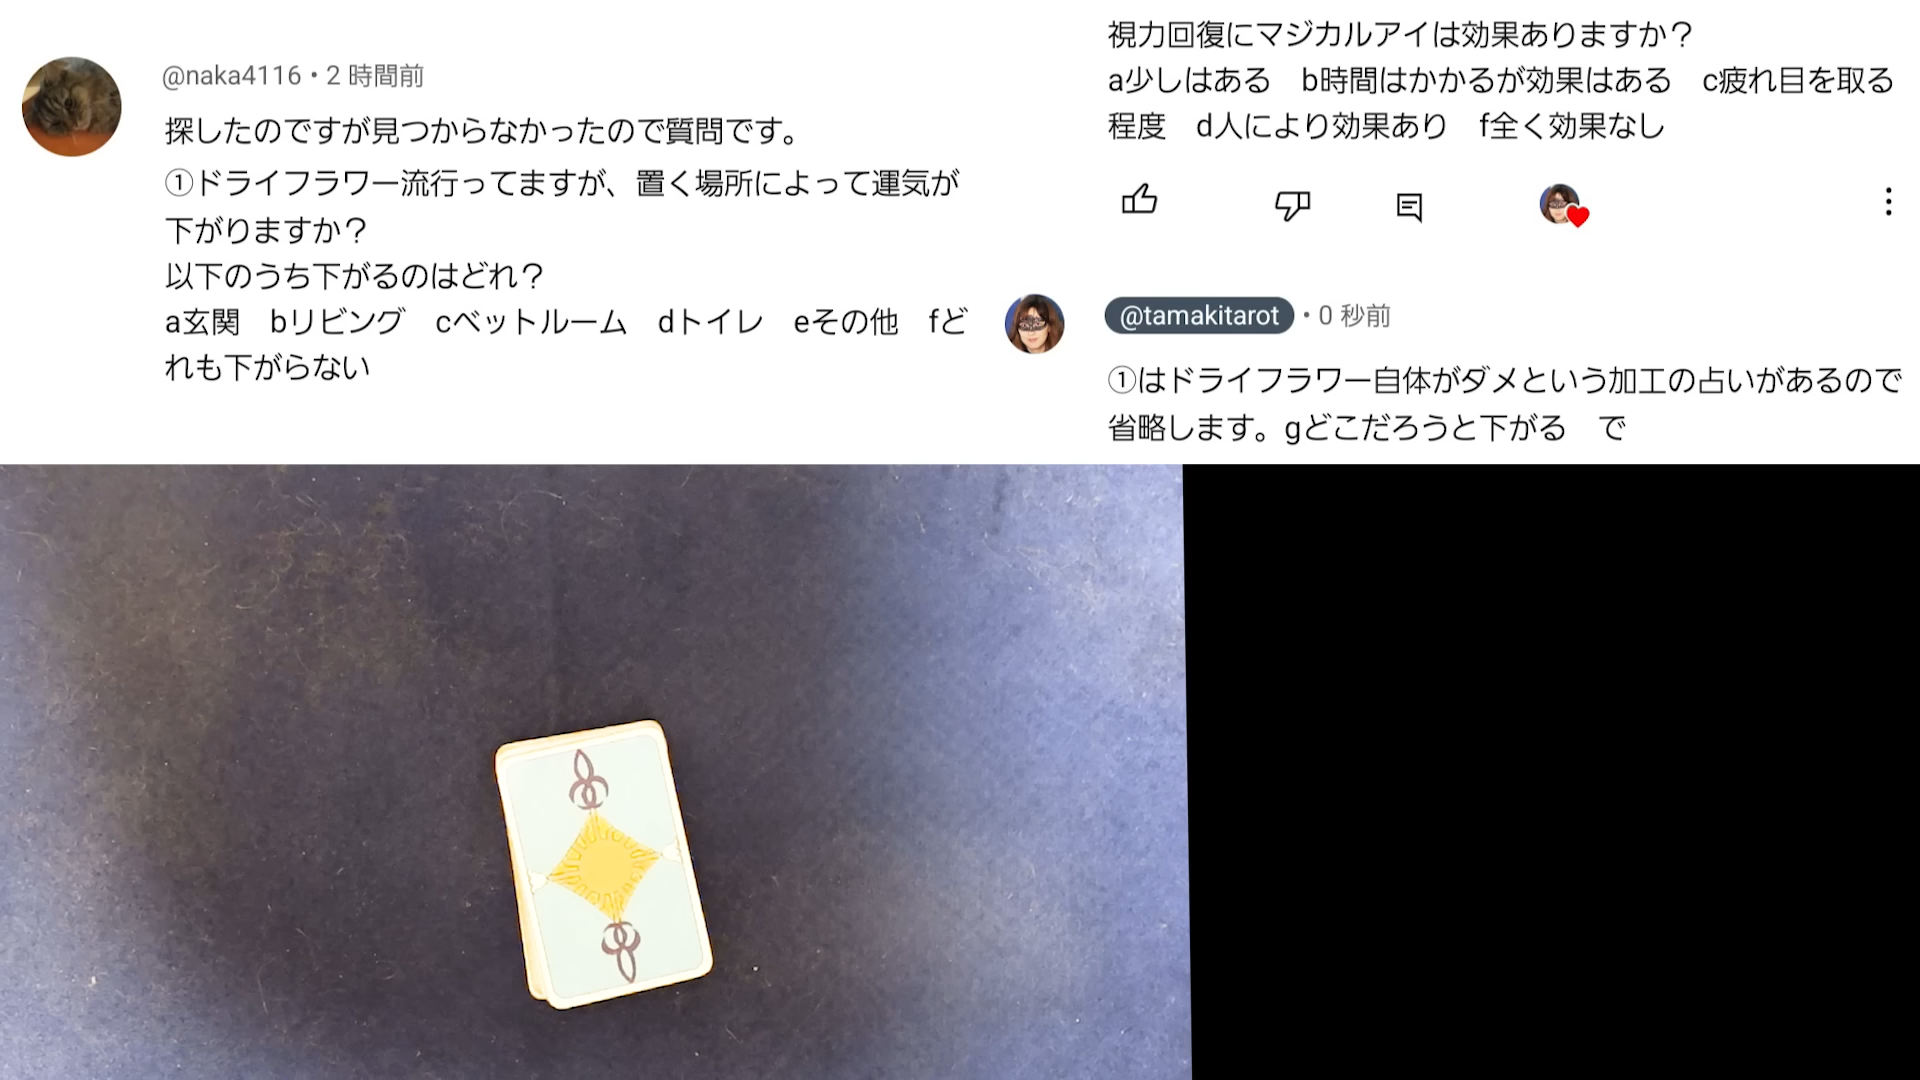 @naka4116・2 時間前
探したのですが見つからなかったので質問です。
①ドライフラワー流行ってますが、置く場所によって運気が
下がりますか？
以下のうち下がるのはどれ？
a玄関　bリビング　cベットルーム　dトイレ　eその他　fど
れも下がらない
視力回復にマジカルアイは効果ありますか？
a少しはある　b時間はかかるが効果はある　c疲れ目を取る
程度　d人により効果あり　f全く効果なし
@tamakitarot・0 秒前
①はドライフラワー自体がダメという加工の占いがあるので
省略します。gどこだろうと下がる　で